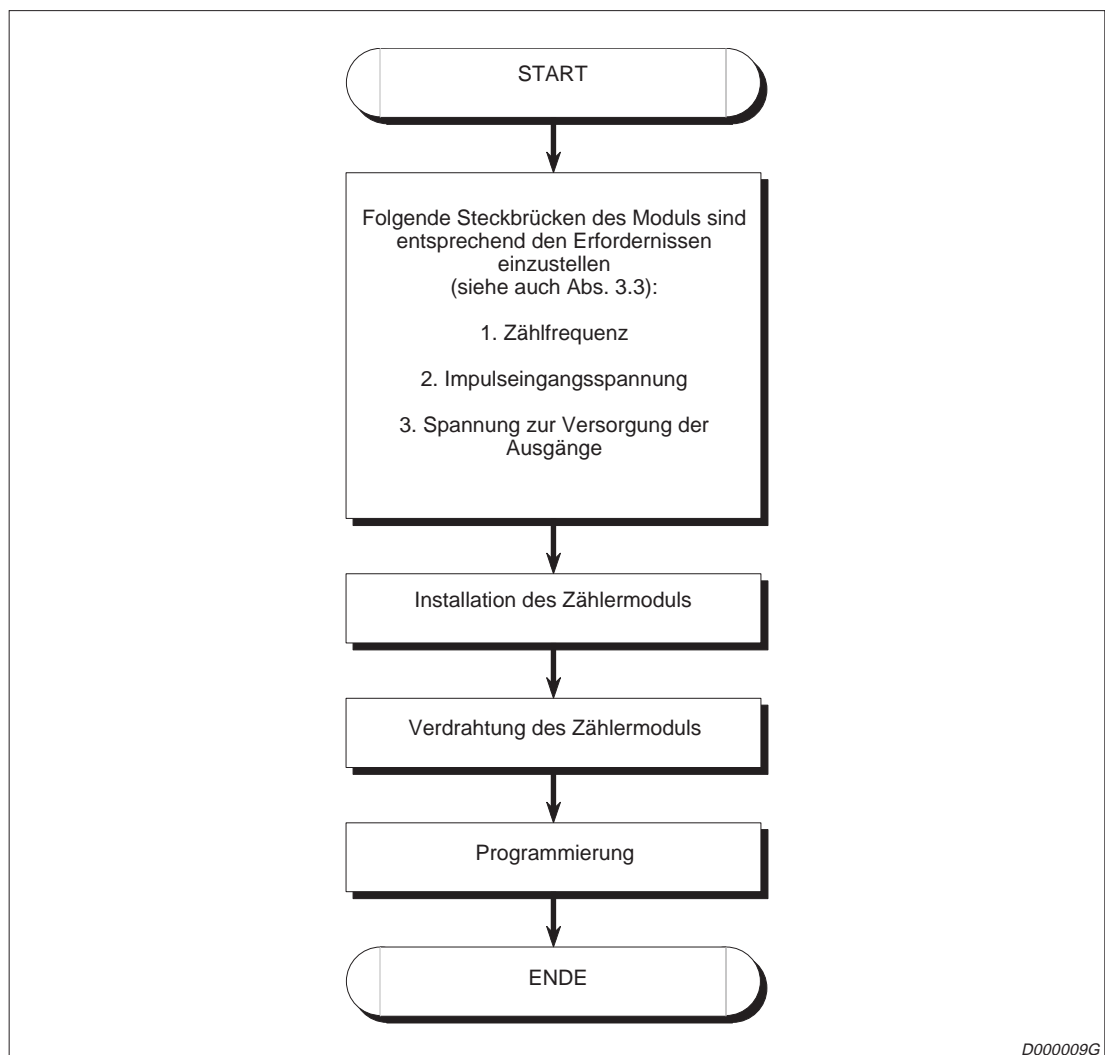 START
Folgende Steckbrücken des Moduls sind
entsprechend den Erfordernissen
einzustellen
(siehe auch Abs. 3.3):
1. Zählfrequenz
2. Impulseingangsspannung
3. Spannung zur Versorgung der
Ausgänge
Installation des Zählermoduls
Verdrahtung des Zählermoduls
Programmierung
ENDE
D000009G